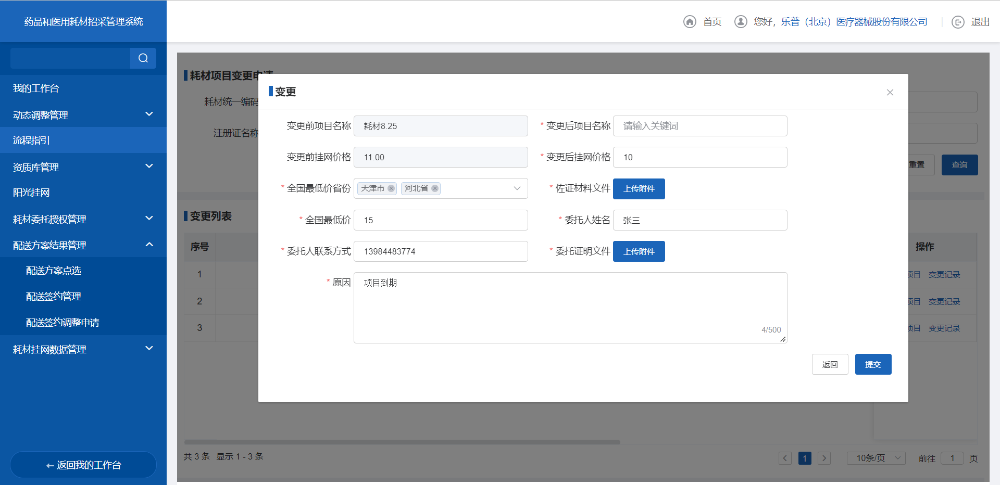 药品和医用耗材招采管理系统
首页
您好，乐普（北京）医疗器械股份有限公司
退出
我的工作台
动态调整管理
流程指引
资质库管理
阳光挂网
耗材委托授权管理
配送方案结果管理
配送方案点选
配送签约管理
配送签约调整申请
耗材挂网数据管理
返回我的工作台
耗材项目变更申请
耗材统一编码
注册证名称
重置
查询
变更列表
序号
操作
1
项目 变更记录
2
项目 变更记录
3
项目 变更记录
共 3 条 显示 1 - 3 条
1
10条/页
前往 1 页
变更
变更前项目名称 耗材8.25
* 变更后项目名称 请输入关键词
变更前挂网价格 11.00
* 变更后挂网价格 10
* 全国最低价省份 天津市 河北省
* 佐证材料文件 上传附件
* 全国最低价 15
* 委托人姓名 张三
* 委托人联系方式 13984483774
* 委托证明文件 上传附件
* 原因 项目到期
4/500
返回
提交